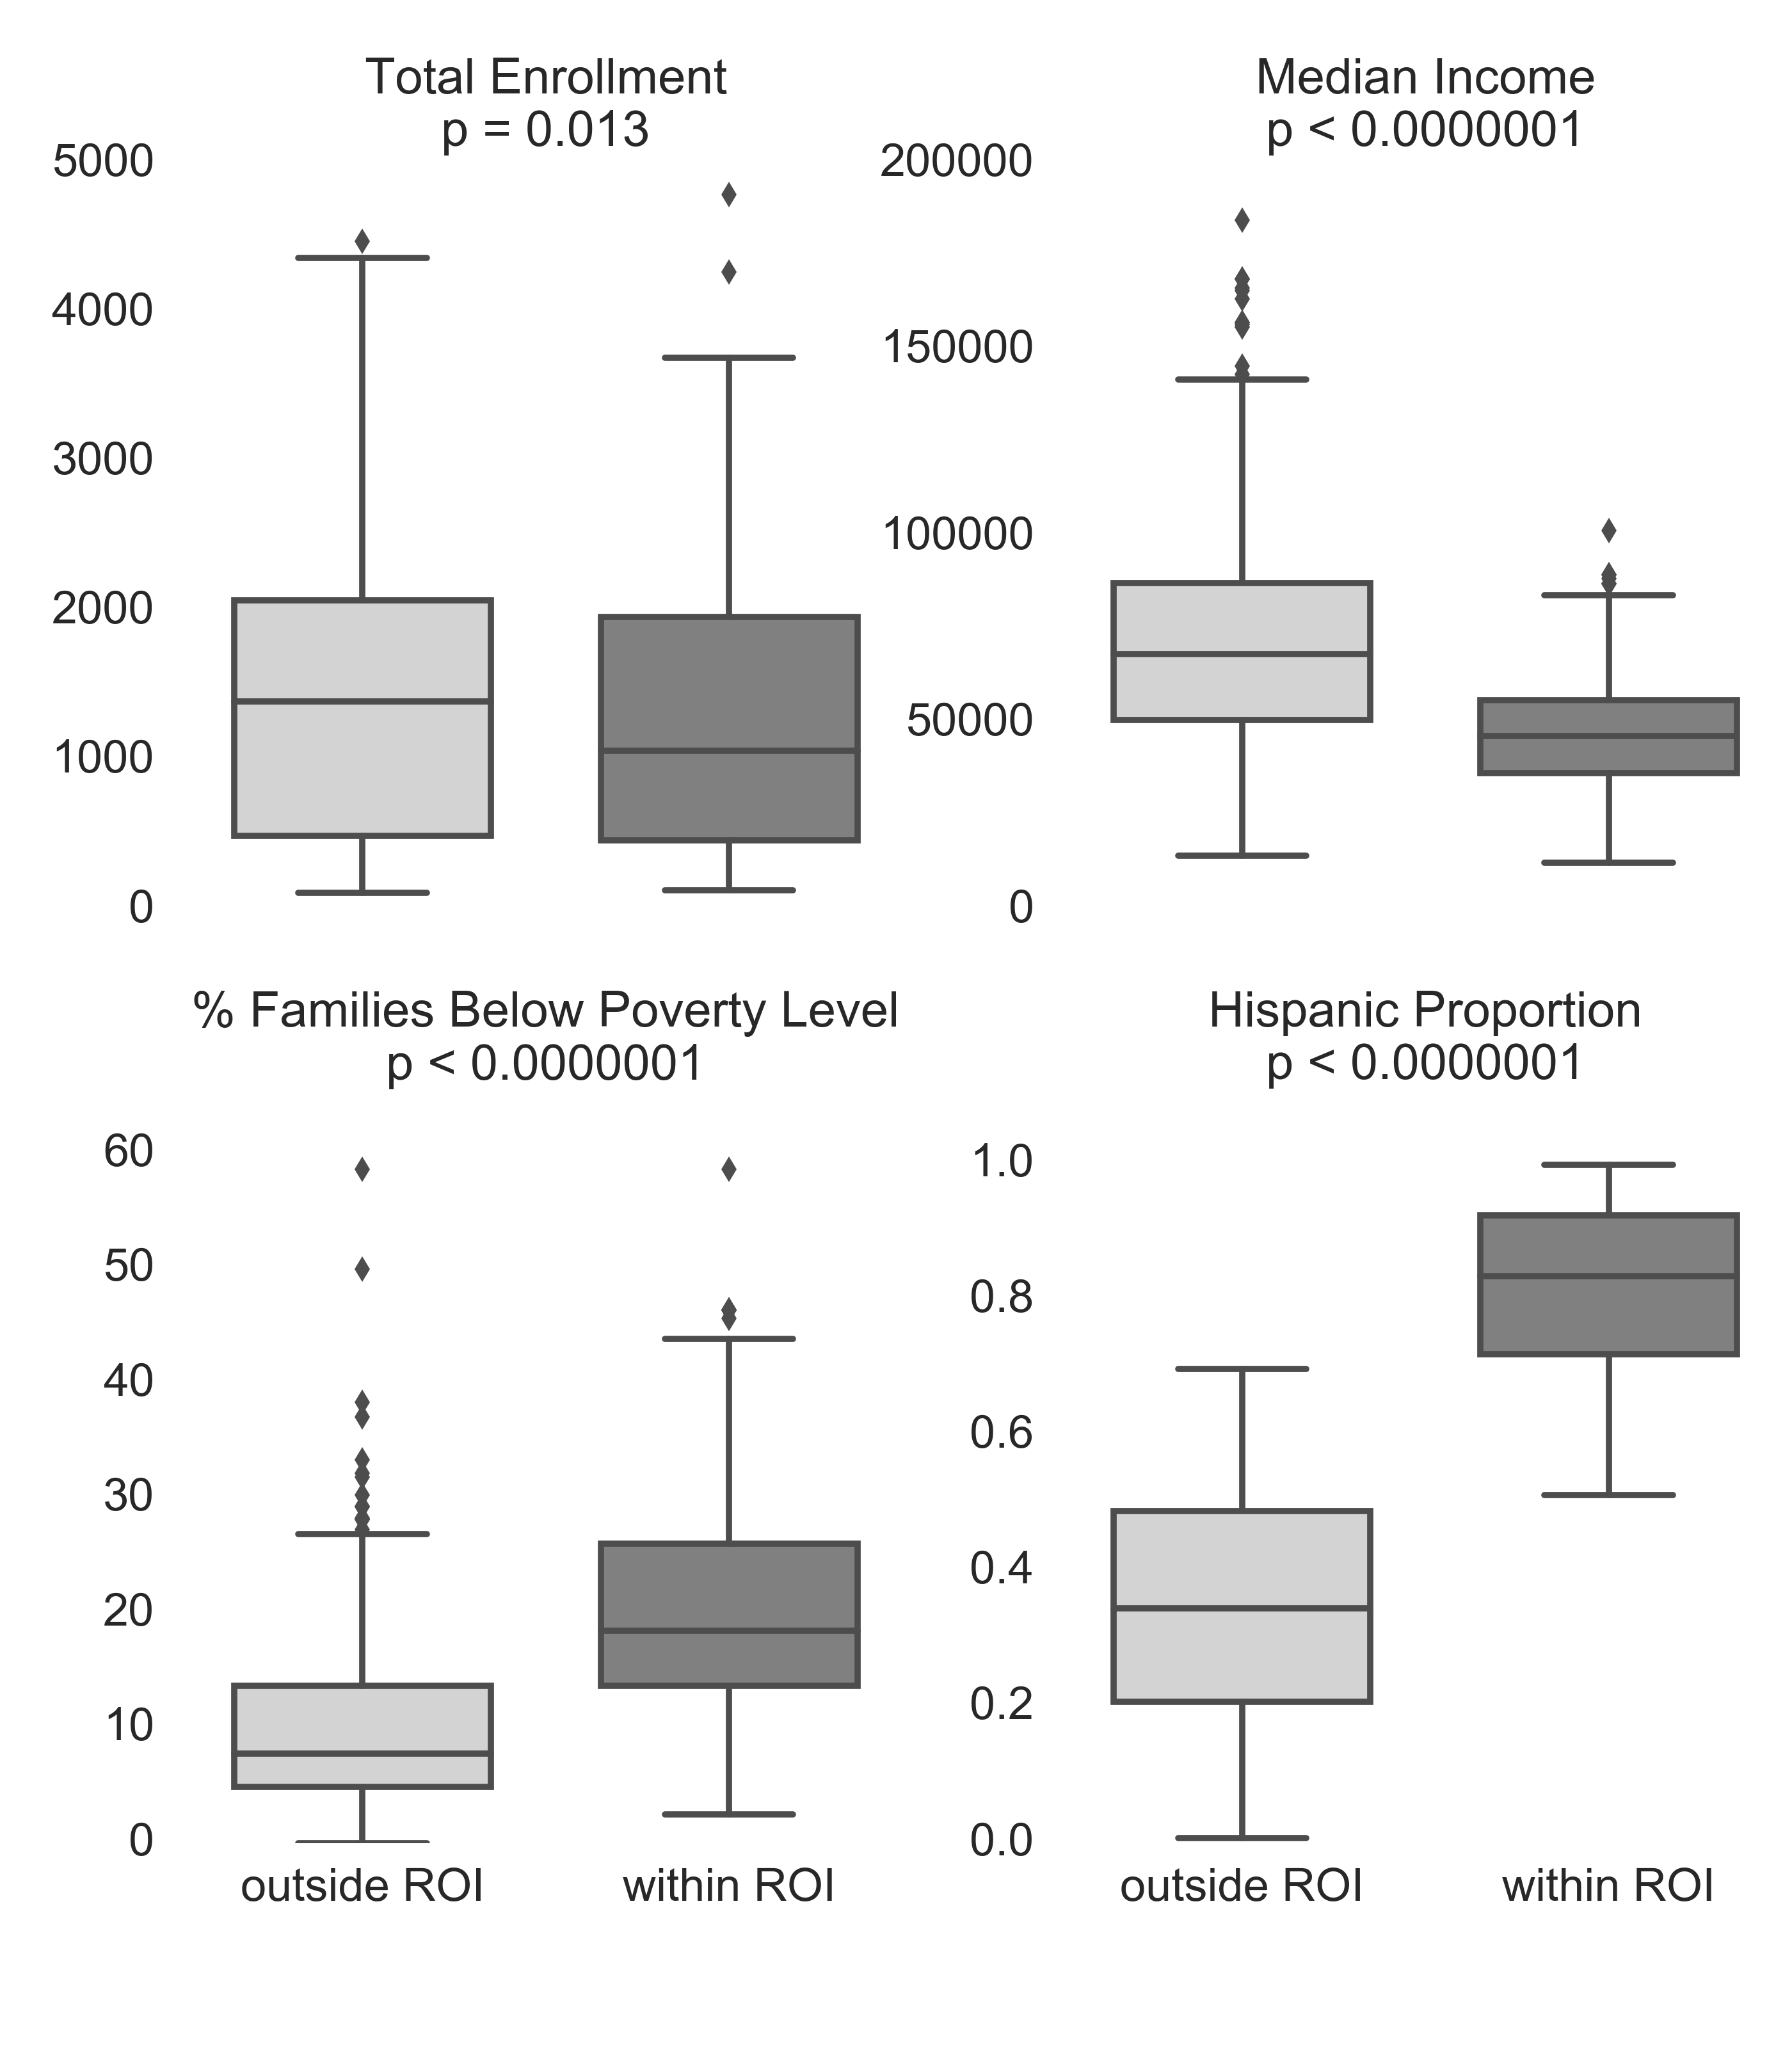 Total Enrollment
p = 0.013
5000
4000
3000
2000
1000
0
Median Income
p < 0.0000001
200000
150000
100000
50000
0
% Families Below Poverty Level
p < 0.0000001
60
50
40
30
20
10
0
outside ROI
within ROI
Hispanic Proportion
p < 0.0000001
1.0
0.8
0.6
0.4
0.2
0.0
outside ROI
within ROI